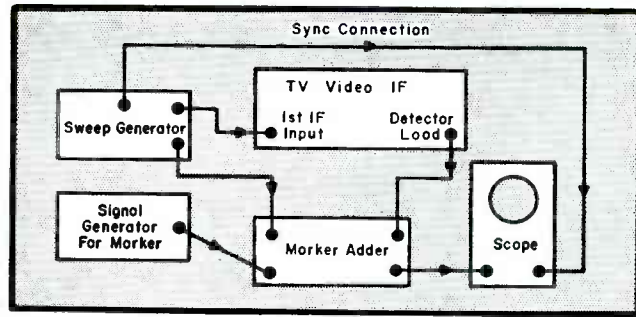 Sync Connection
TV Video IF
1st IF
Input
Detector
Load
Sweep Generator
Signal
Generator
For Marker
Marker Adder
Scope